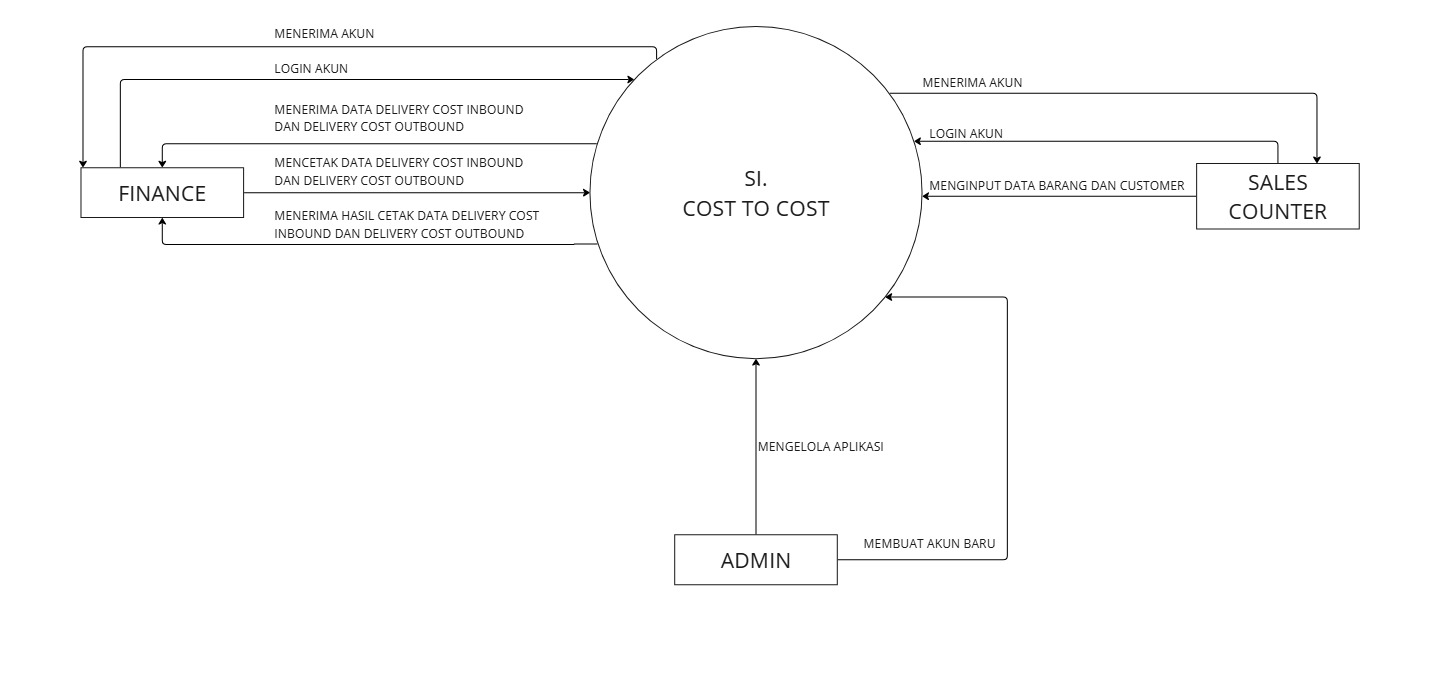 MENERIMA AKUN
LOGIN AKUN
MENERIMA DATA DELIVERY COST INBOUND
DAN DELIVERY COST OUTBOUND
MENCETAK DATA DELIVERY COST INBOUND
DAN DELIVERY COST OUTBOUND
FINANCE
MENERIMA HASIL CETAK DATA DELIVERY COST
INBOUND DAN DELIVERY COST OUTBOUND
SI.
COST TO COST
MENERIMA AKUN
LOGIN AKUN
MENGINPUT DATA BARANG DAN CUSTOMER
SALES
COUNTER
MENGELOLA APLIKASI
ADMIN
MEMBUAT AKUN BARU